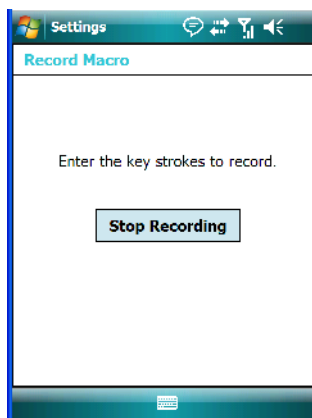 Settings
Record Macro
Enter the key strokes to record.
Stop Recording